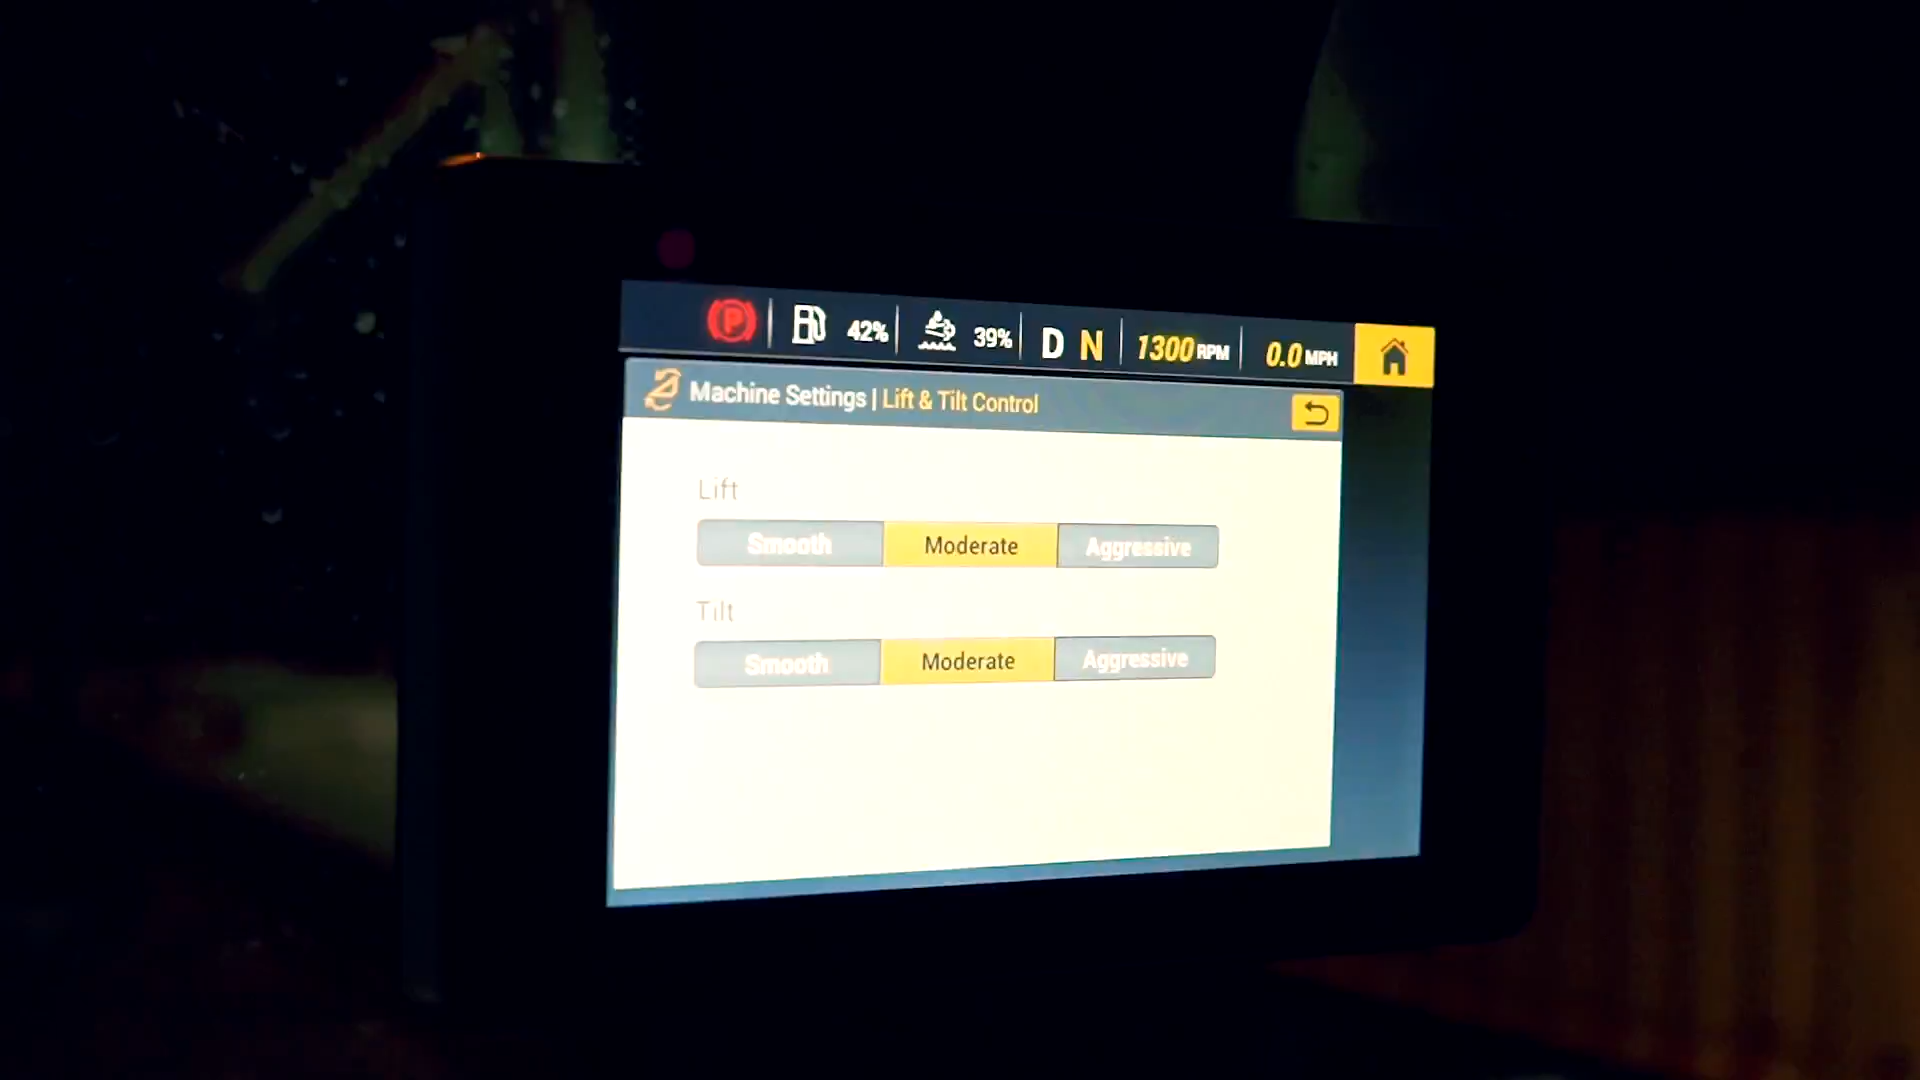 P 42% 39% D N 1300 RPM 0.0 MPH
Machine Settings | Lift & Tilt Control
Lift
Smooth Moderate Aggressive
Tilt
Smooth Moderate Aggressive